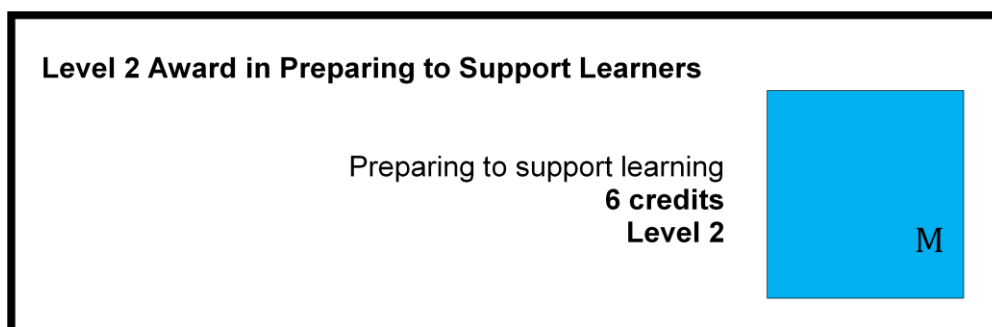 Level 2 Award in Preparing to Support Learners
Preparing to support learning
6 credits
Level 2
M